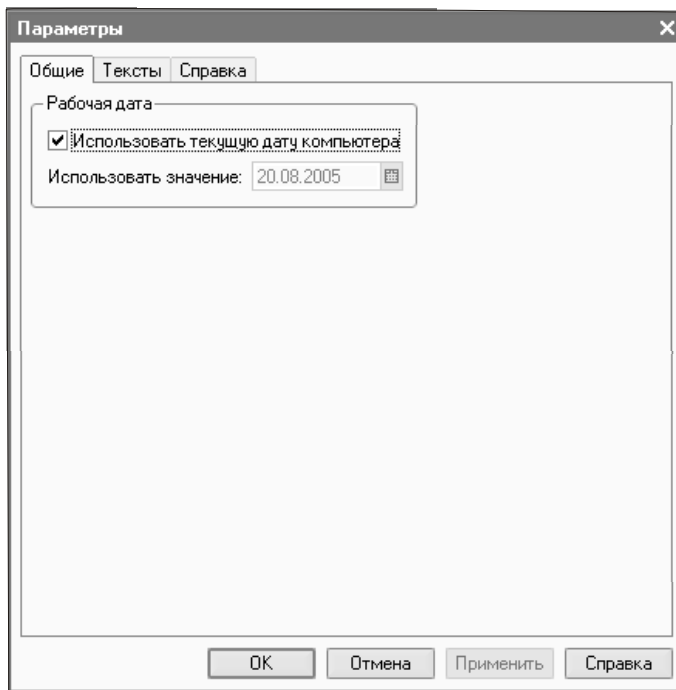 Параметры
Общие Тексты Справка
Рабочая дата
Использовать текущую дату компьютера
Использовать значение: 20.08.2005
OK Отмена Применить Справка